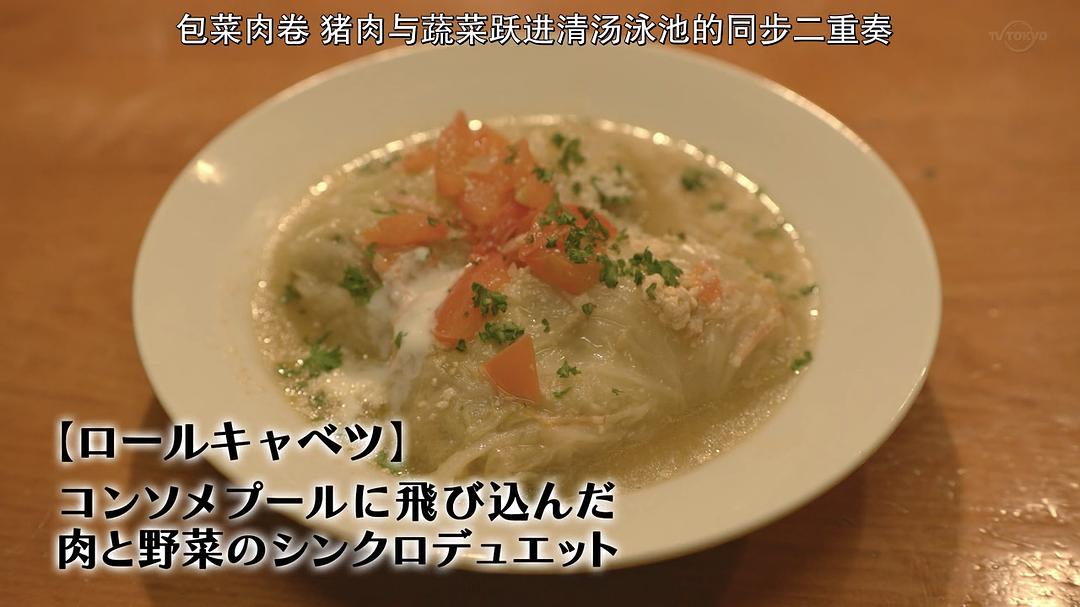 包菜肉卷 猪肉与蔬菜跃进清汤泳池的同步二重奏
TV TOKYO
【ロールキャベツ】
コンソメプールに飛び込んだ
肉と野菜のシンクロデュエット